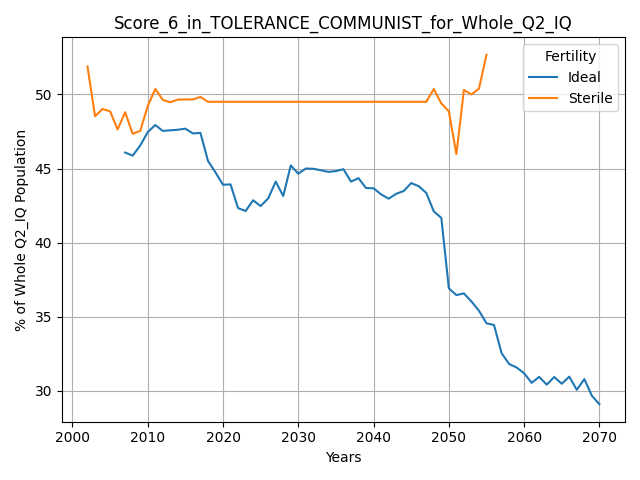 Score_6_in_TOLERANCE_COMMUNIST_for_Whole_Q2_IQ
Fertility
Ideal
Sterile
% of Whole Q2_IQ Population
50
45
40
35
30
2000 2010 2020 2030 2040 2050 2060 2070
Years